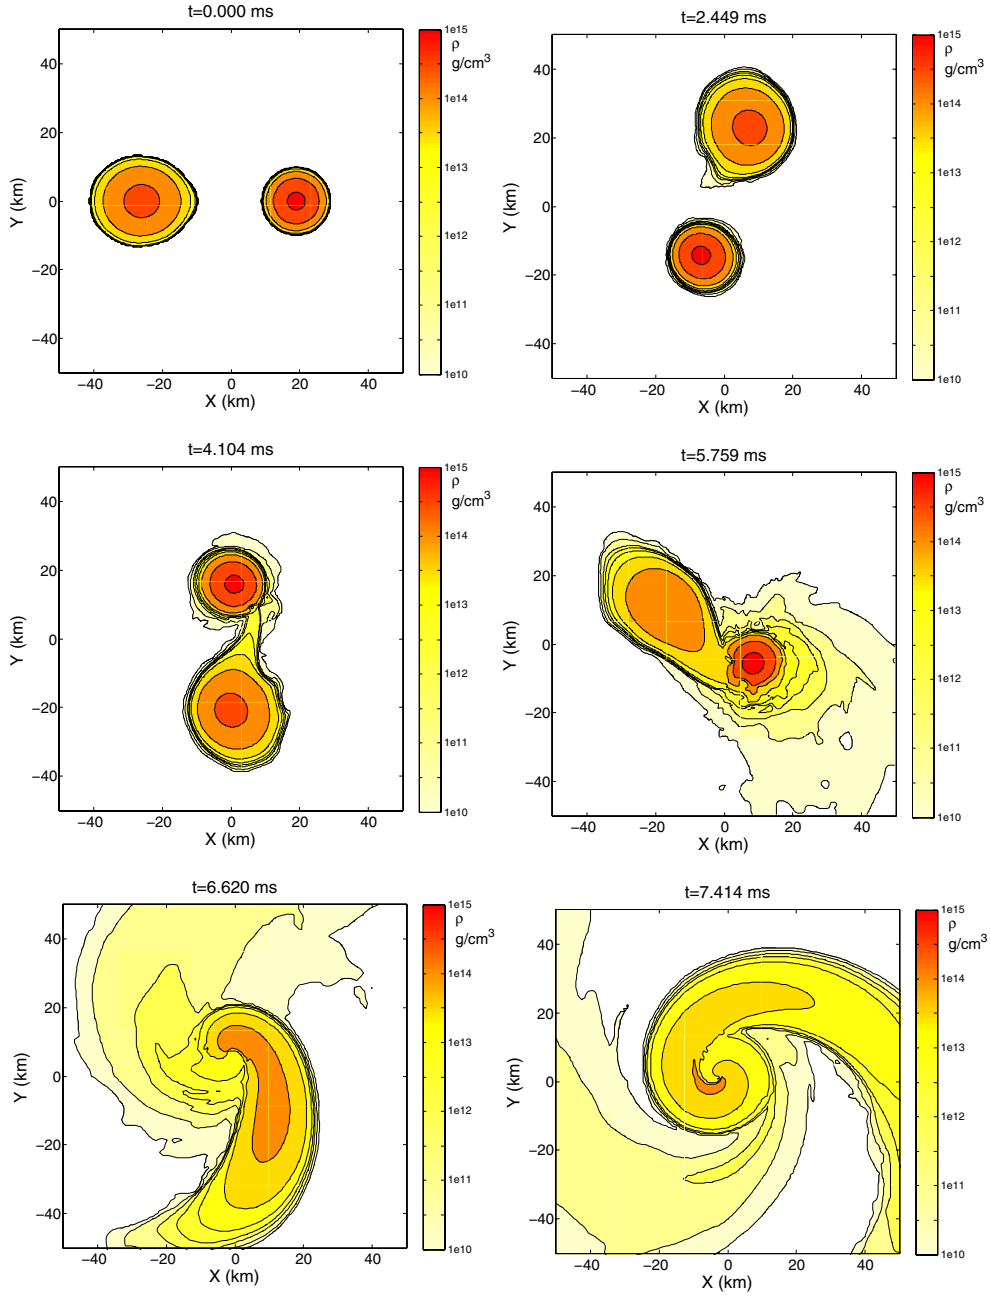 t=0.000 ms
50
40
20
0
−20
−40
−40 −20 0 20 40
X (km)
Y (km)
1e15
ρ
g/cm³
1e14
1e13
1e12
1e11
1e10
t=2.449 ms
40
20
0
−20
−40
−40 −20 0 20 40
X (km)
Y (km)
1e15
ρ
g/cm³
1e14
1e13
1e12
1e11
1e10
t=4.104 ms
40
20
0
−20
−40
−40 −20 0 20 40
X (km)
Y (km)
1e15
ρ
g/cm³
1e14
1e13
1e12
1e11
1e10
t=5.759 ms
40
20
0
−20
−40
−40 −20 0 20 40
X (km)
Y (km)
1e15
ρ
g/cm³
1e14
1e13
1e12
1e11
1e10
t=6.620 ms
40
20
0
−20
−40
−40 −20 0 20 40
X (km)
Y (km)
1e15
ρ
g/cm³
1e14
1e13
1e12
1e11
1e10
t=7.414 ms
40
20
0
−20
−40
−40 −20 0 20 40
X (km)
Y (km)
1e15
ρ
g/cm³
1e14
1e13
1e12
1e11
1e10